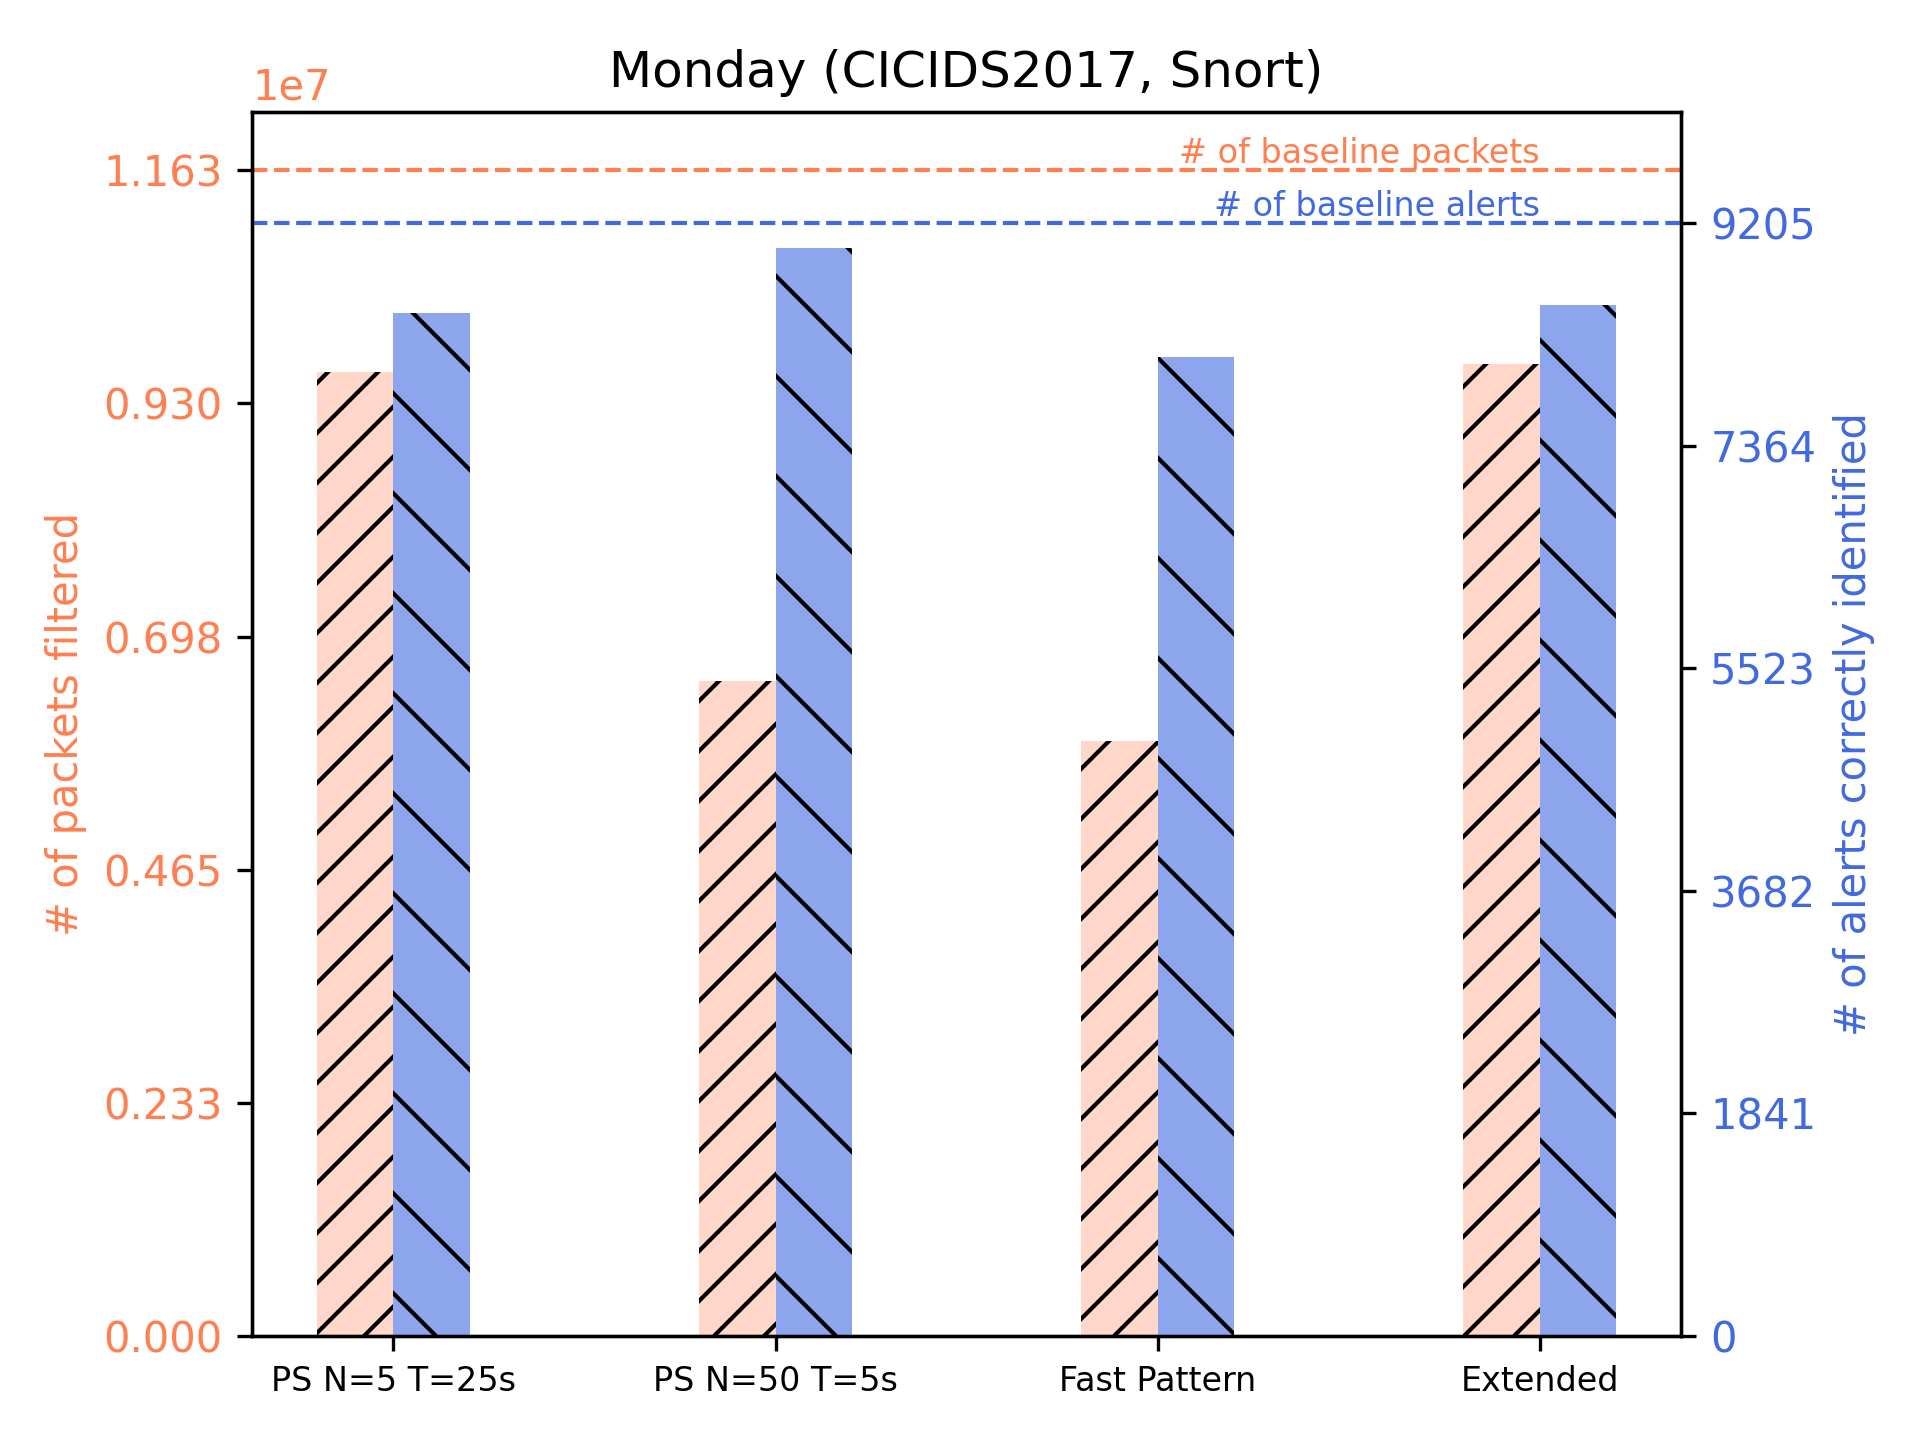 Monday (CICIDS2017, Snort)
1e7
# of baseline packets
# of baseline alerts
1.163
0.930
0.698
0.465
0.233
0.000
# of packets filtered
9205
7364
5523
3682
1841
0
# of alerts correctly identified
PS N=5 T=25s
PS N=50 T=5s
Fast Pattern
Extended